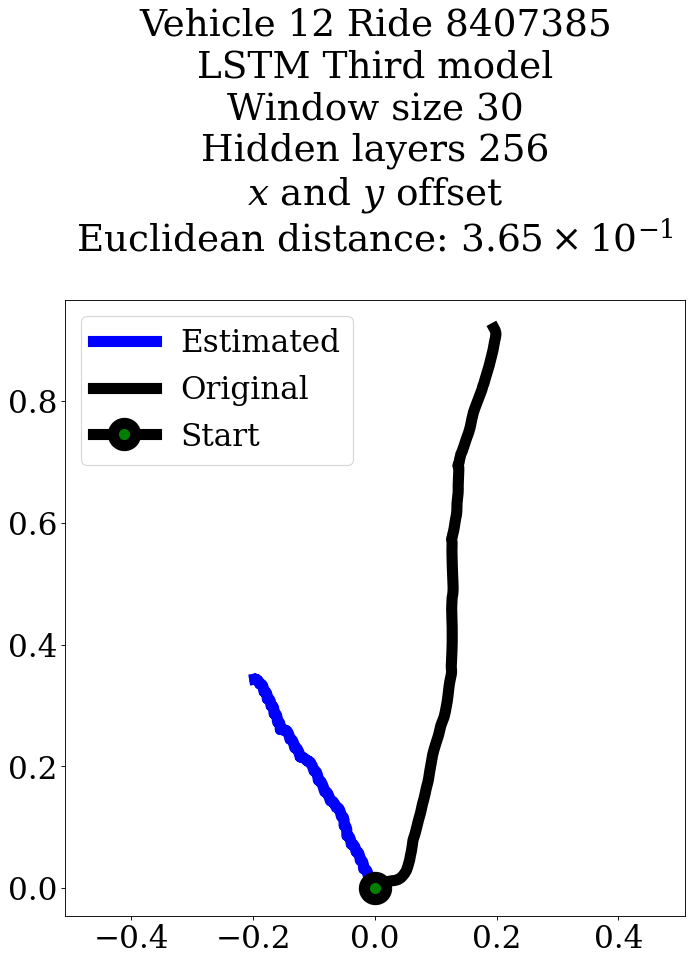 Vehicle 12 Ride 8407385
LSTM Third model
Window size 30
Hidden layers 256
x and y offset
Euclidean distance: 3.65 × 10⁻¹
Estimated
Original
Start
0.8
0.6
0.4
0.2
0.0
−0.4 −0.2 0.0 0.2 0.4